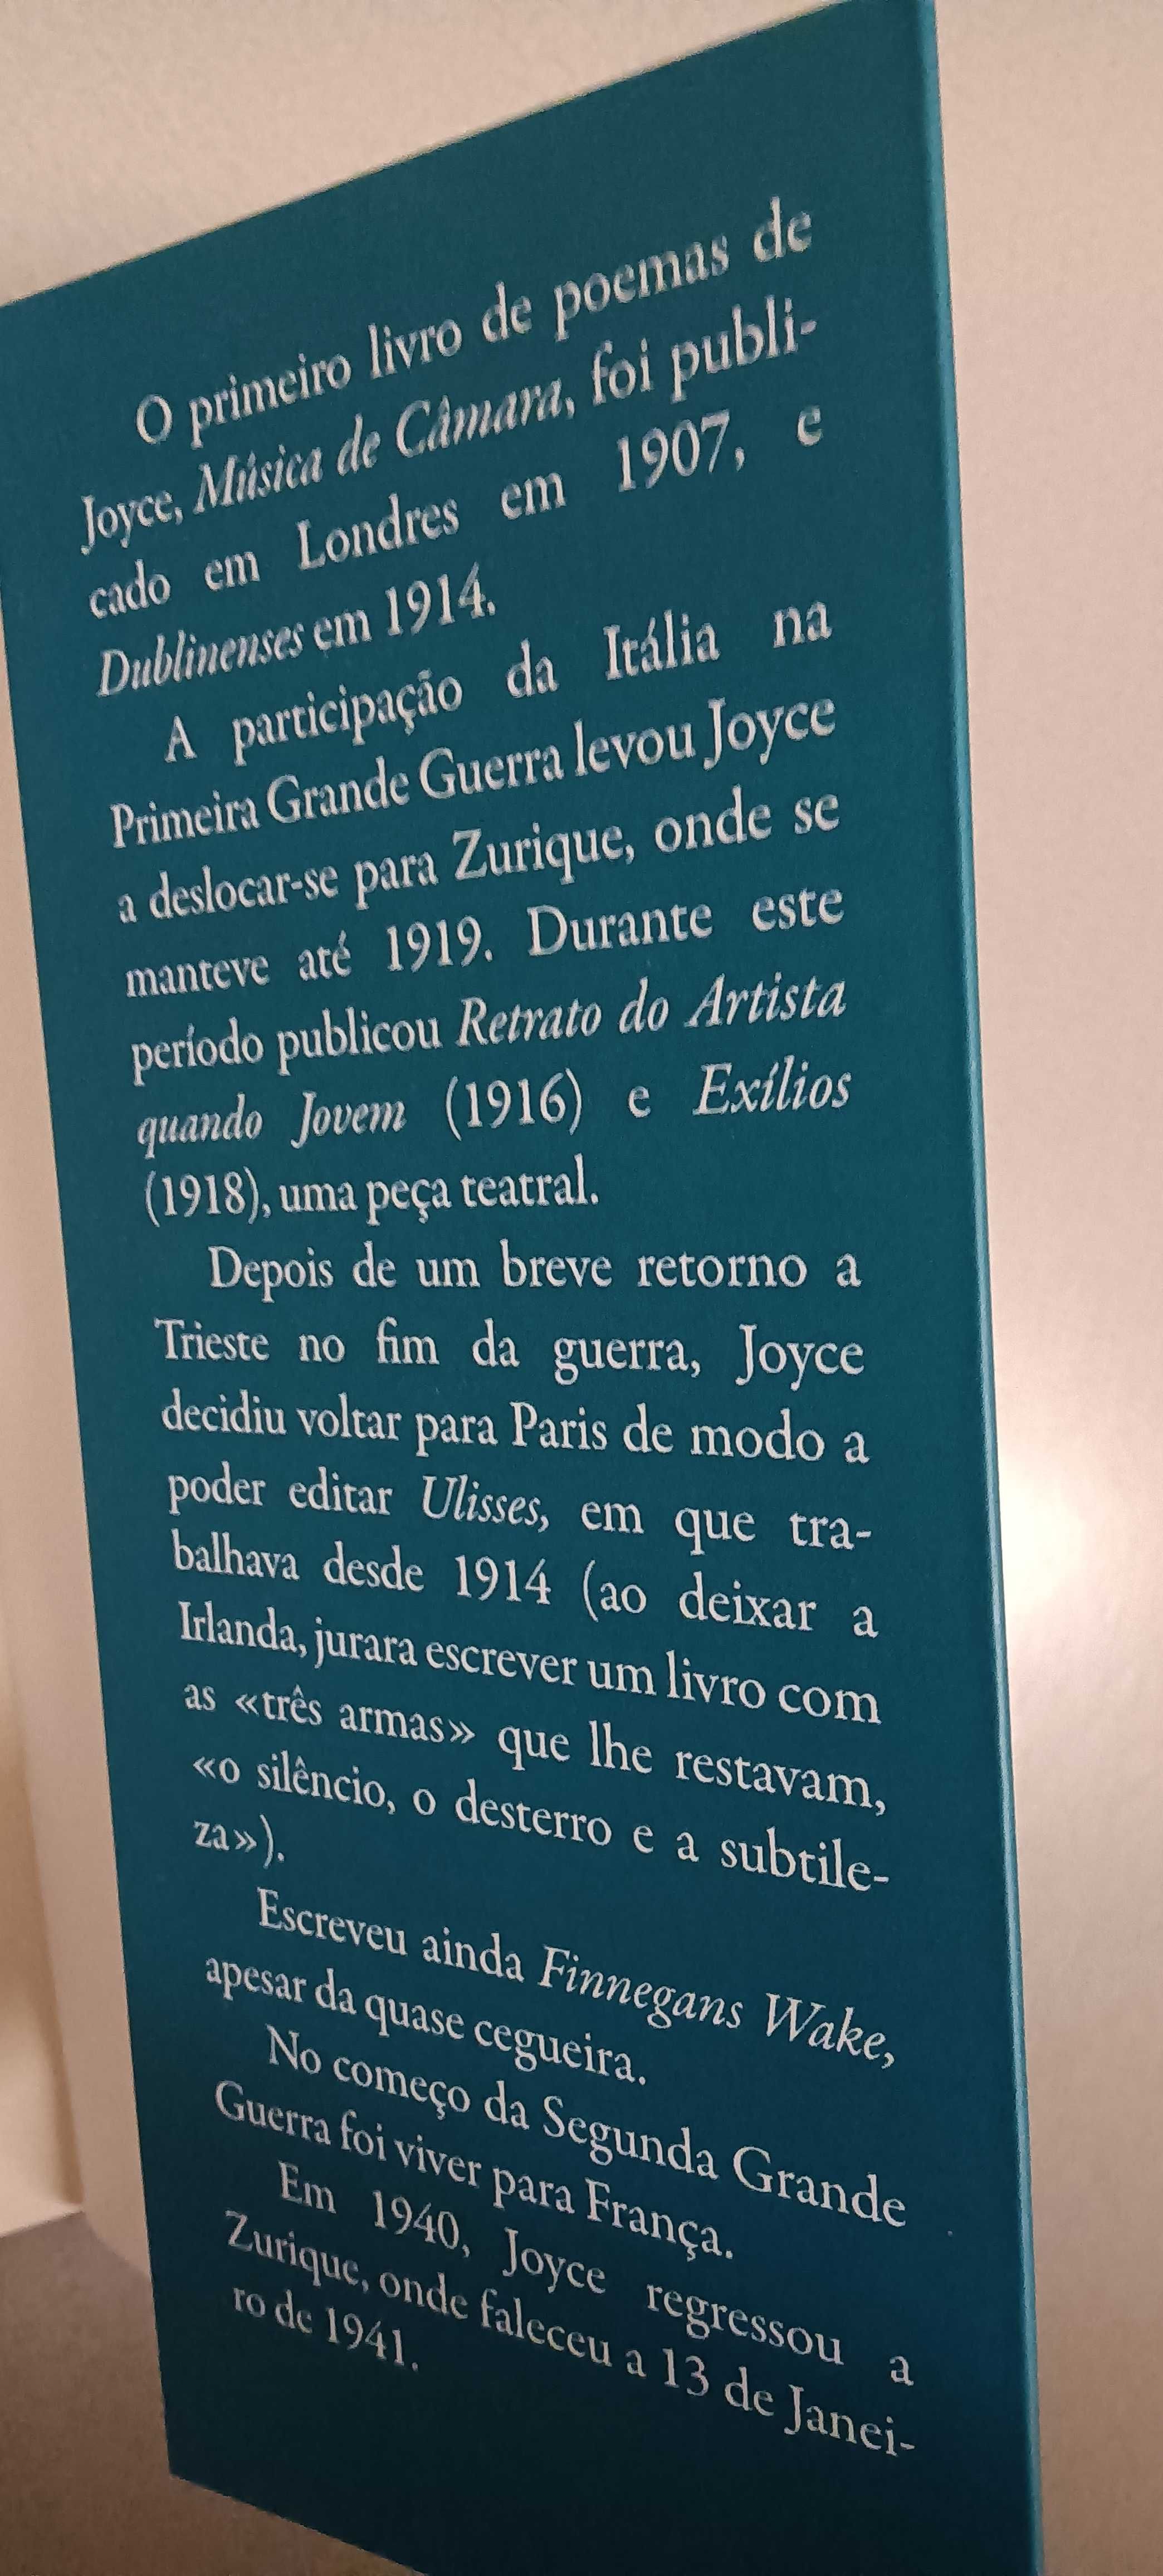 O primeiro livro de poemas de
Joyce, Música de Câmara, foi publi-
cado em Londres em 1907, e
Dublinenses em 1914.
A participação da Itália na
Primeira Grande Guerra levou Joyce
a deslocar-se para Zurique, onde se
manteve até 1919. Durante este
período publicou Retrato do Artista
quando Jovem (1916) e Exílios
(1918), uma peça teatral.
Depois de um breve retorno a
Trieste no fim da guerra, Joyce
decidiu voltar para Paris de modo a
poder editar Ulisses, em que tra-
balhava desde 1914 (ao deixar a
Irlanda, jurara escrever um livro com
as «três armas» que lhe restavam,
«o silêncio, o desterro e a subtile-
za»).
Escreveu ainda Finnegans Wake,
apesar da quase cegueira.
No começo da Segunda Grande
Guerra foi viver para França.
Em 1940, Joyce regressou a
Zurique, onde faleceu a 13 de Janei-
ro de 1941.